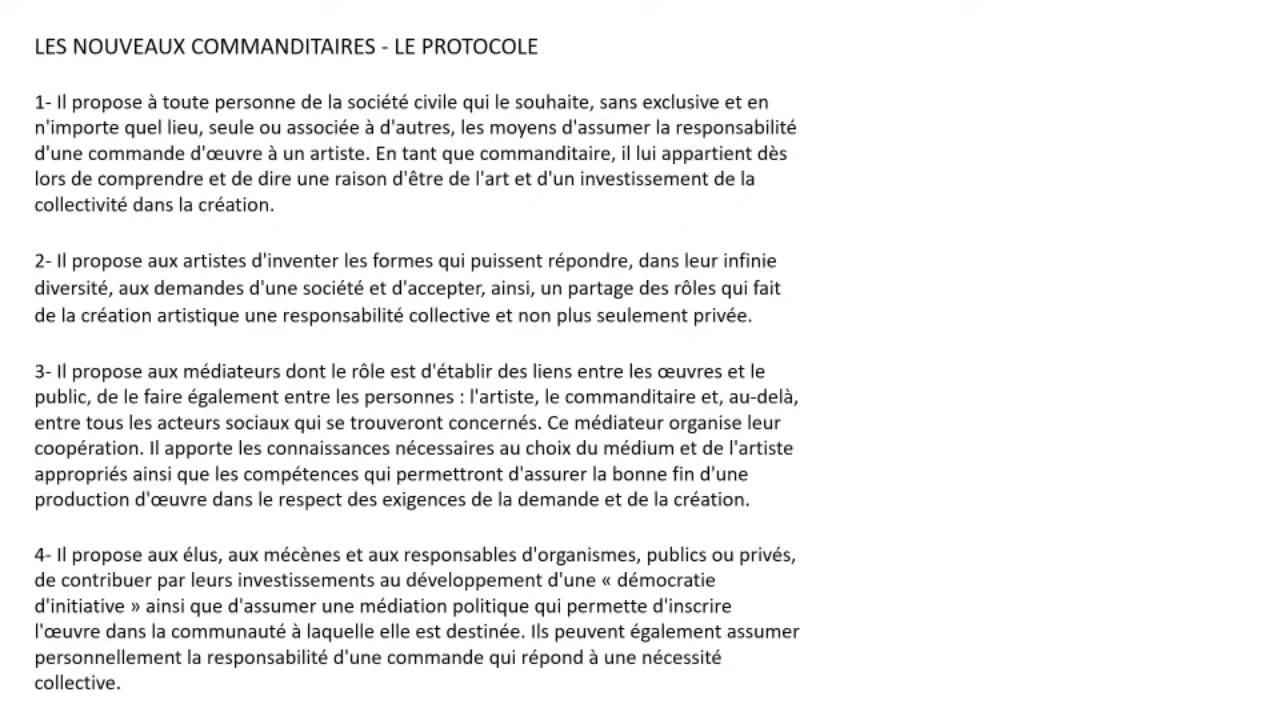 LES NOUVEAUX COMMANDITAIRES - LE PROTOCOLE
1- Il propose à toute personne de la société civile qui le souhaite, sans exclusive et en
n'importe quel lieu, seule ou associée à d'autres, les moyens d'assumer la responsabilité
d'une commande d'œuvre à un artiste. En tant que commanditaire, il lui appartient dès
lors de comprendre et de dire une raison d'être de l'art et d'un investissement de la
collectivité dans la création.
2- Il propose aux artistes d'inventer les formes qui puissent répondre, dans leur infinie
diversité, aux demandes d'une société et d'accepter, ainsi, un partage des rôles qui fait
de la création artistique une responsabilité collective et non plus seulement privée.
3- Il propose aux médiateurs dont le rôle est d'établir des liens entre les œuvres et le
public, de le faire également entre les personnes : l'artiste, le commanditaire et, au-delà,
entre tous les acteurs sociaux qui se trouveront concernés. Ce médiateur organise leur
coopération. Il apporte les connaissances nécessaires au choix du médium et de l'artiste
appropriés ainsi que les compétences qui permettront d'assurer la bonne fin d'une
production d'œuvre dans le respect des exigences de la demande et de la création.
4- Il propose aux élus, aux mécènes et aux responsables d'organismes, publics ou privés,
de contribuer par leurs investissements au développement d'une « démocratie
d'initiative » ainsi que d'assumer une médiation politique qui permette d'inscrire
l'œuvre dans la communauté à laquelle elle est destinée. Ils peuvent également assumer
personnellement la responsabilité d'une commande qui répond à une nécessité
collective.